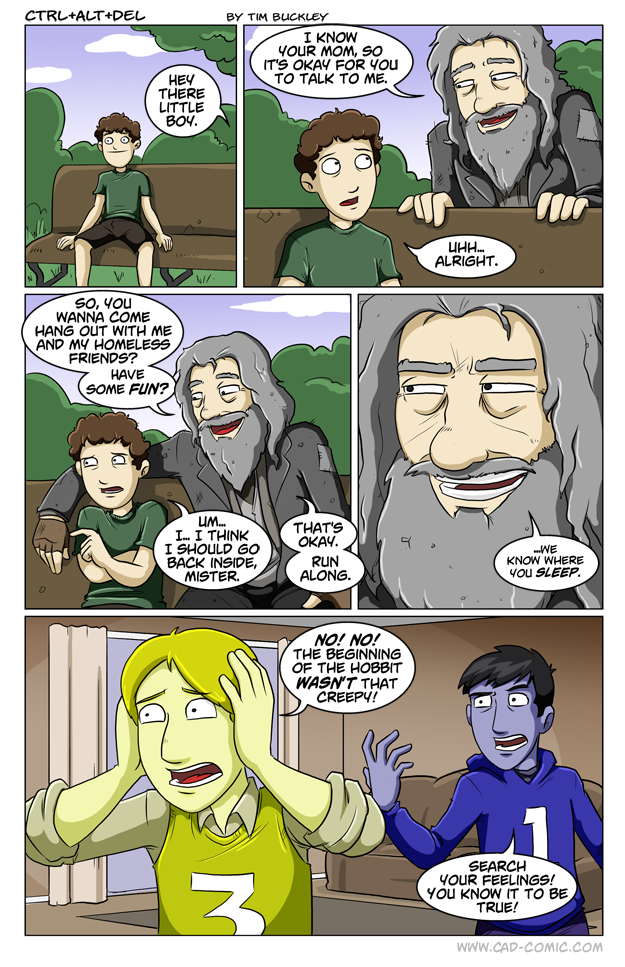 CTRL+ALT+DEL
BY TIM BUCKLEY
HEY
THERE
LITTLE
BOY.
I KNOW
YOUR MOM, SO
IT'S OKAY FOR YOU
TO TALK TO ME.
UHH...
ALRIGHT.
SO, YOU
WANNA COME
HANG OUT WITH ME
AND MY HOMELESS
FRIENDS?
HAVE
SOME FUN?
UM...
I... I THINK
I SHOULD GO
BACK INSIDE,
MISTER.
THAT'S
OKAY.
RUN
ALONG.
...WE
KNOW WHERE
YOU SLEEP.
NO! NO!
THE BEGINNING
OF THE HOBBIT
WASN'T THAT
CREEPY!
3
1
SEARCH
YOUR FEELINGS!
YOU KNOW IT TO BE
TRUE!
WWW.CAD-COMIC.COM